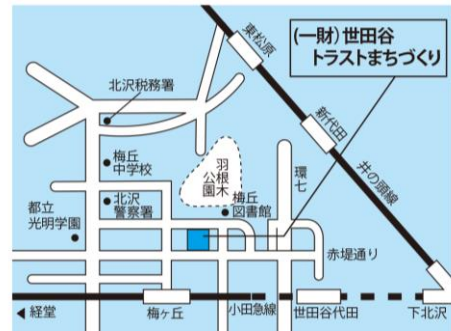 (一財)世田谷
トラストまちづくり
東松原
新代田
井の頭線
北沢税務署
梅丘
中学校
羽根木
公園
環七
北沢
警察署
梅丘
図書館
都立
光明学園
赤堤通り
◀経堂
梅ヶ丘
小田急線
世田谷代田
下北沢